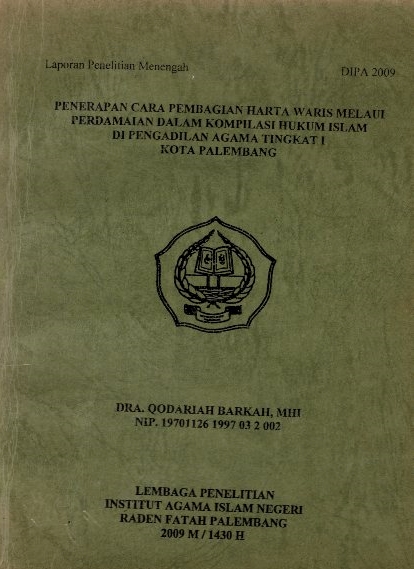 Laporan Penelitian Menengah
DIPA 2009
PENERAPAN CARA PEMBAGIAN HARTA WARIS MELAUI
PERDAMAIAN DALAM KOMPILASI HUKUM ISLAM
DI PENGADILAN AGAMA TINGKAT I
KOTA PALEMBANG
DRA. QODARIAH BARKAH, MHI
NIP. 19701126 1997 03 2 002
LEMBAGA PENELITIAN
INSTITUT AGAMA ISLAM NEGERI
RADEN FATAH PALEMBANG
2009 M / 1430 H